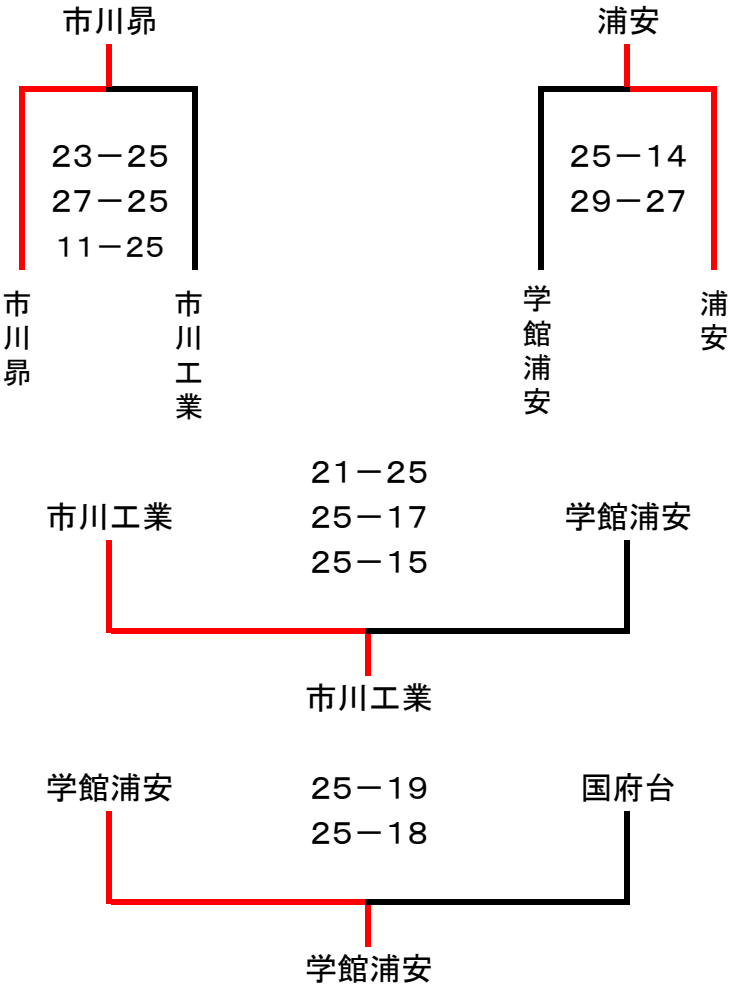 市川昴
浦安
23－25
27－25
11－25
25－14
29－27
市川昴
市川工業
学館浦安
浦安
21－25
25－17
25－15
市川工業
学館浦安
市川工業
学館浦安
25－19
25－18
国府台
学館浦安